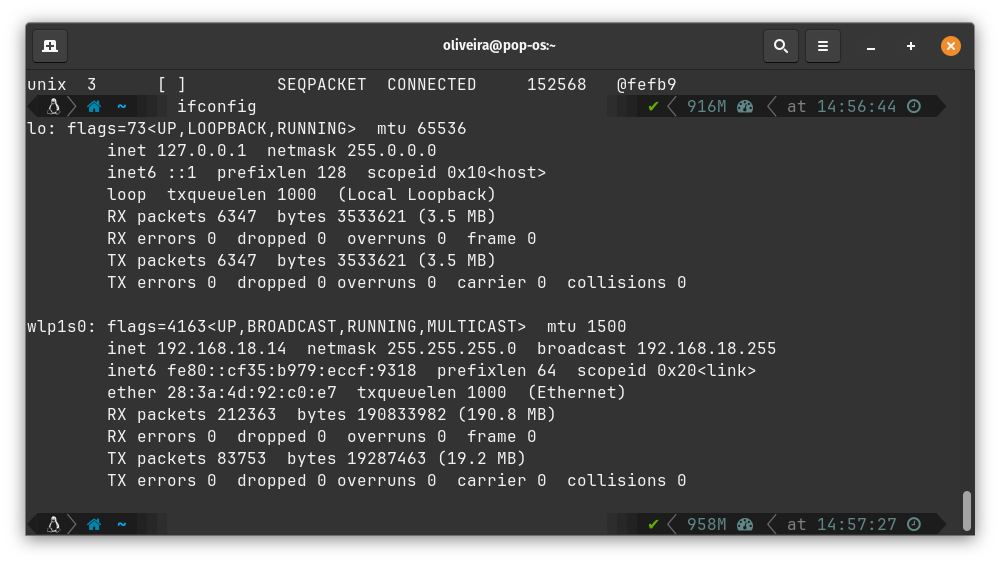 oliveira@pop-os:~
unix  3      [ ]         SEQPACKET  CONNECTED     152568   @fefb9
~ ifconfig 916M at 14:56:44
lo: flags=73<UP,LOOPBACK,RUNNING>  mtu 65536
        inet 127.0.0.1  netmask 255.0.0.0
        inet6 ::1  prefixlen 128  scopeid 0x10<host>
        loop  txqueuelen 1000  (Local Loopback)
        RX packets 6347  bytes 3533621 (3.5 MB)
        RX errors 0  dropped 0  overruns 0  frame 0
        TX packets 6347  bytes 3533621 (3.5 MB)
        TX errors 0  dropped 0 overruns 0  carrier 0  collisions 0
wlp1s0: flags=4163<UP,BROADCAST,RUNNING,MULTICAST>  mtu 1500
        inet 192.168.18.14  netmask 255.255.255.0  broadcast 192.168.18.255
        inet6 fe80::cf35:b979:eccf:9318  prefixlen 64  scopeid 0x20<link>
        ether 28:3a:4d:92:c0:e7  txqueuelen 1000  (Ethernet)
        RX packets 212363  bytes 190833982 (190.8 MB)
        RX errors 0  dropped 0  overruns 0  frame 0
        TX packets 83753  bytes 19287463 (19.2 MB)
        TX errors 0  dropped 0 overruns 0  carrier 0  collisions 0
~ 958M at 14:57:27